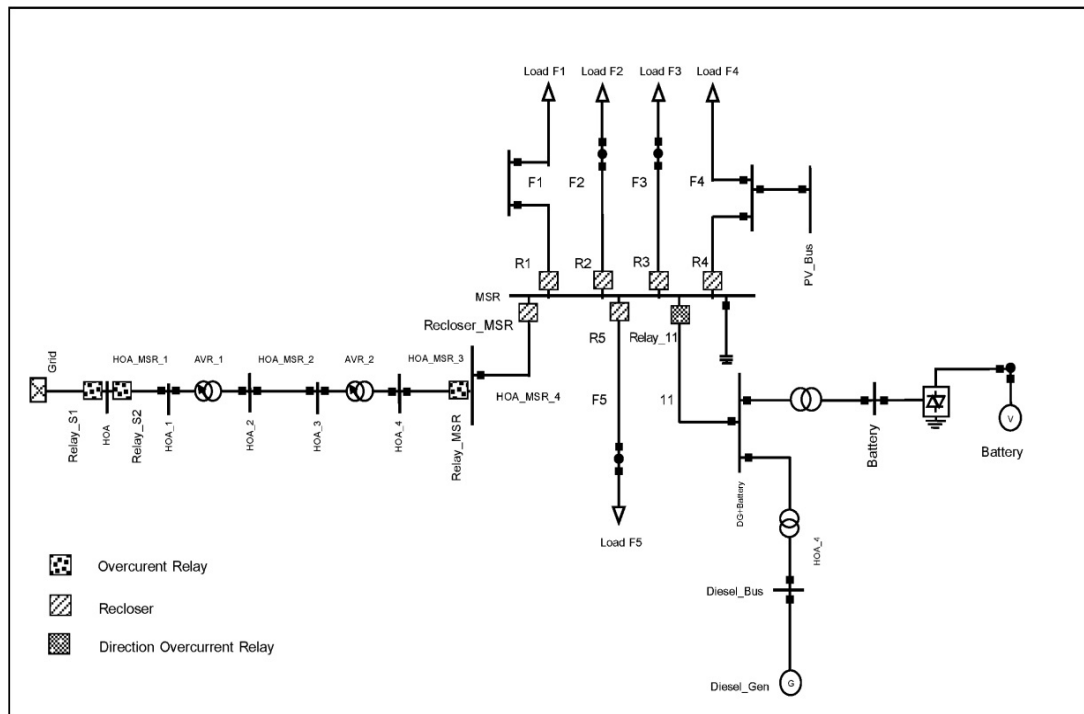 Load F1
Load F2
Load F3
Load F4
F1
F2
F3
F4
PV_Bus
R1
R2
R3
R4
MSR
Recloser_MSR
R5
Relay_11
Grid
HOA_MSR_1
AVR_1
HOA_MSR_2
AVR_2
HOA_MSR_3
HOA_MSR_4
Relay_S1
HOA
Relay_S2
HOA_1
HOA_2
HOA_3
HOA_4
Relay_MSR
F5
11
Battery
V
Battery
DG+Battery
Load F5
HOA_4
Overcurent Relay
Recloser
Direction Overcurrent Relay
Diesel_Bus
Diesel_Gen
G